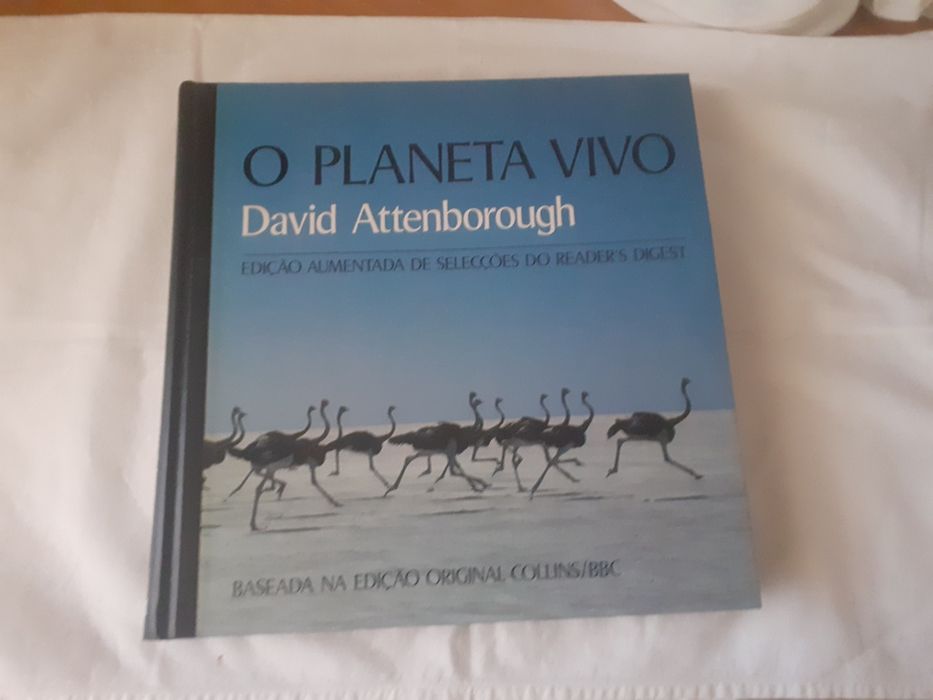 O PLANETA VIVO
David Attenborough
EDIÇÃO AUMENTADA DE SELECÇÕES DO READER'S DIGEST
BASEADA NA EDIÇÃO ORIGINAL COLLINS/BBC